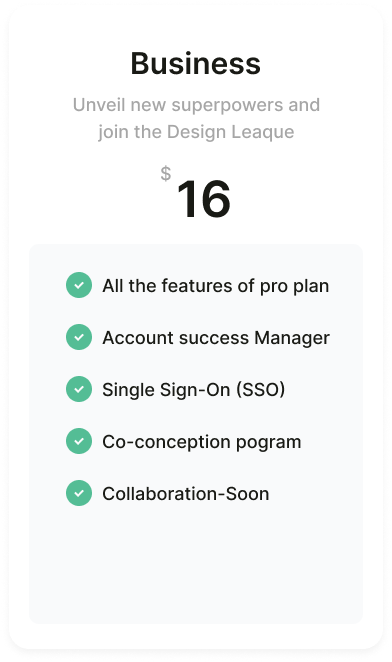 Business
Unveil new superpowers and
join the Design Leaque
$
16
All the features of pro plan
Account success Manager
Single Sign-On (SSO)
Co-conception pogram
Collaboration-Soon